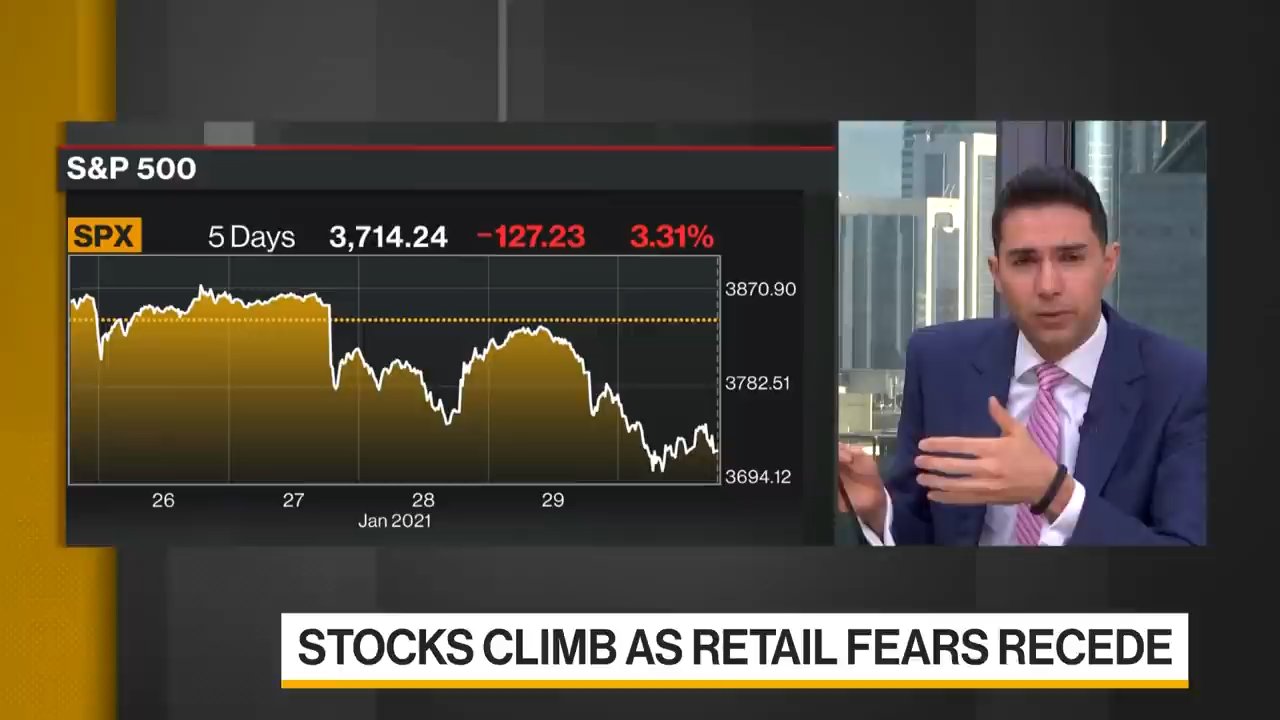 S&P 500
SPX 5 Days 3,714.24 −127.23 3.31%
3870.90
3782.51
3694.12
26 27 28 29
Jan 2021
STOCKS CLIMB AS RETAIL FEARS RECEDE